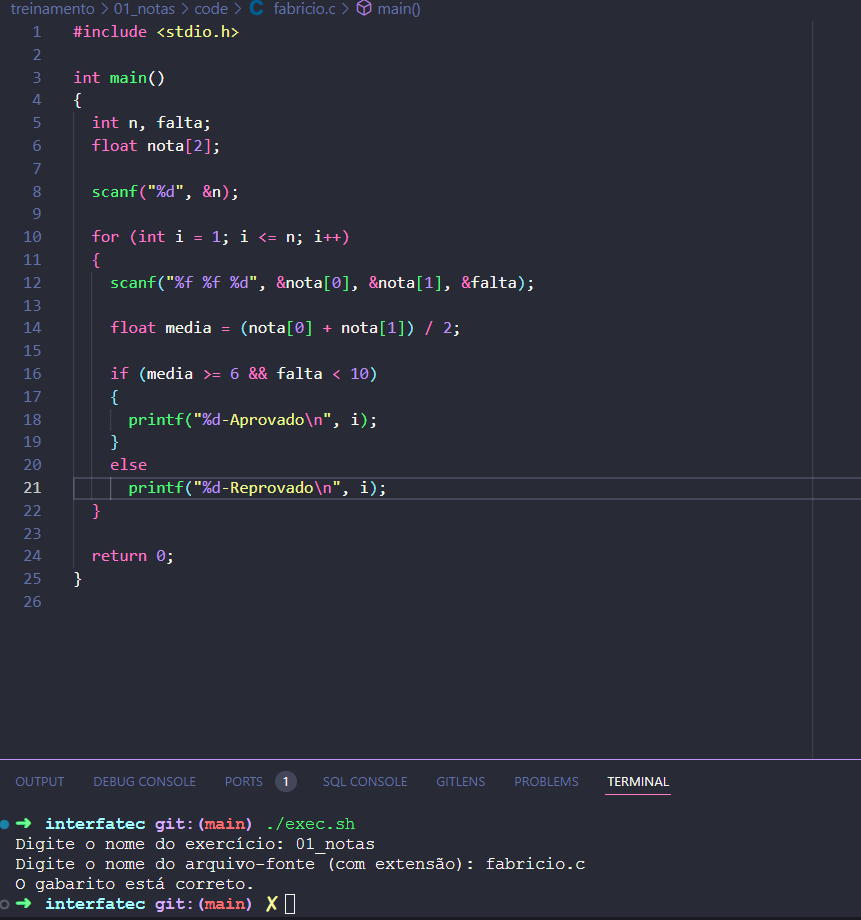 treinamento > 01_notas > code > C fabricio.c > main()
1 #include <stdio.h>
2
3 int main()
4 {
5   int n, falta;
6   float nota[2];
7
8   scanf("%d", &n);
9
10   for (int i = 1; i <= n; i++)
11   {
12     scanf("%f %f %d", &nota[0], &nota[1], &falta);
13
14     float media = (nota[0] + nota[1]) / 2;
15
16     if (media >= 6 && falta < 10)
17     {
18       printf("%d-Aprovado\n", i);
19     }
20     else
21       printf("%d-Reprovado\n", i);
22   }
23
24   return 0;
25 }
26
OUTPUT DEBUG CONSOLE PORTS 1 SQL CONSOLE GITLENS PROBLEMS TERMINAL
➜ interfatec git:(main) ./exec.sh
Digite o nome do exercício: 01_notas
Digite o nome do arquivo-fonte (com extensão): fabricio.c
O gabarito está correto.
➜ interfatec git:(main) ✗